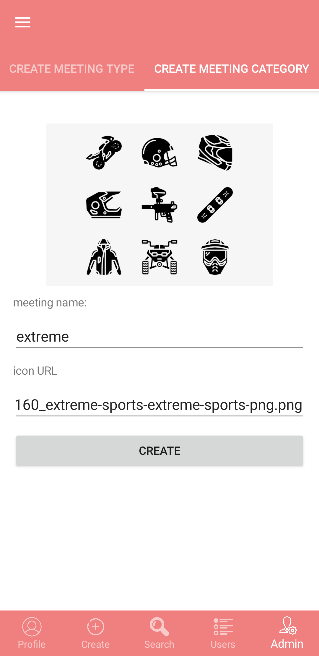 CREATE MEETING TYPE CREATE MEETING CATEGORY
meeting name:
extreme
icon URL
160_extreme-sports-extreme-sports-png.png
CREATE
Profile Create Search Users Admin